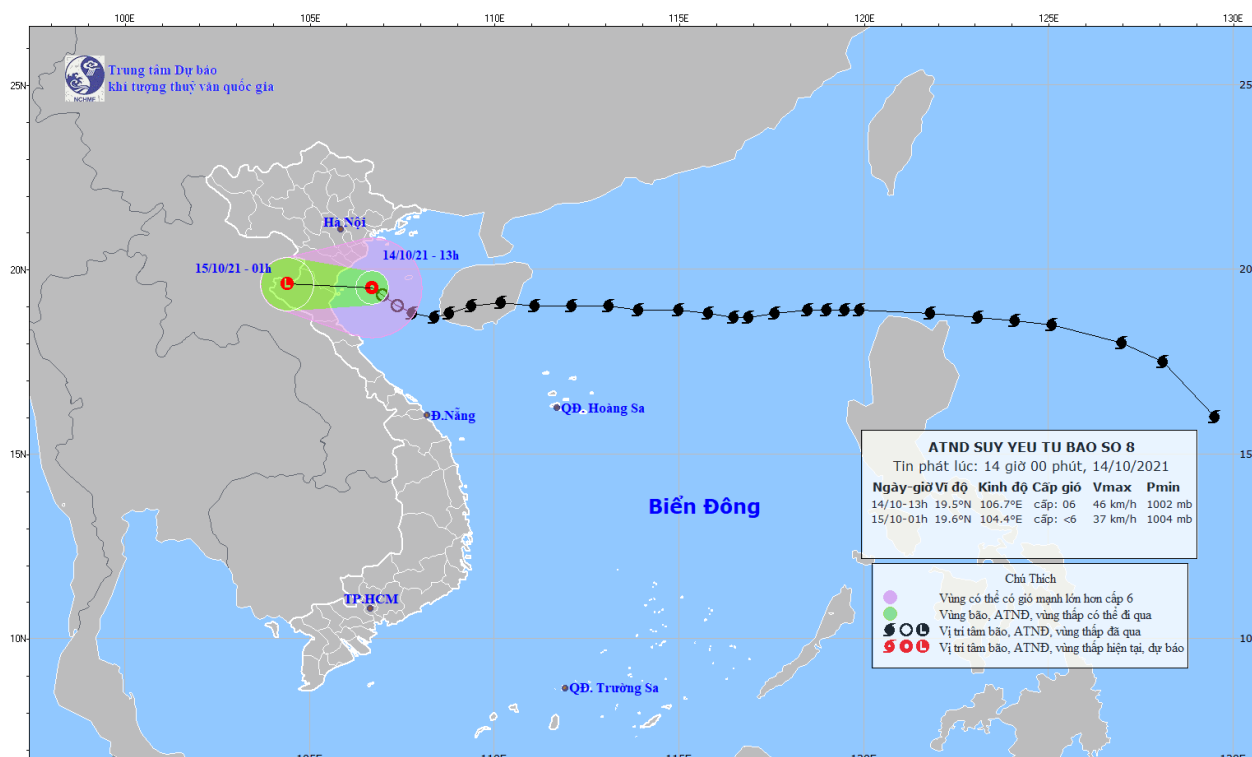 100E 105E 110E 115E 120E 125E 130E
25N
25
Trung tâm Dự báo
khí tượng thuỷ văn quốc gia
NCHMF
Hà Nội
14/10/21 - 13h
15/10/21 - 01h
20N
20
Đ.Nẵng
QĐ. Hoàng Sa
15N
15
ATND SUY YEU TU BAO SO 8
Tin phát lúc: 14 giờ 00 phút, 14/10/2021
Ngày-giờ Vĩ độ Kinh độ Cấp gió Vmax Pmin
14/10-13h 19.5°N 106.7°E cấp: 06 46 km/h 1002 mb
15/10-01h 19.6°N 104.4°E cấp: <6 37 km/h 1004 mb
Biển Đông
Chú Thích
Vùng có thể có gió mạnh lớn hơn cấp 6
Vùng bão, ATNĐ, vùng thấp có thể đi qua
Vị trí tâm bão, ATNĐ, vùng thấp đã qua
Vị trí tâm bão, ATNĐ, vùng thấp hiện tại, dự báo
TP.HCM
10N
10
QĐ. Trường Sa
105E 110E 115E 120E 125E 130E